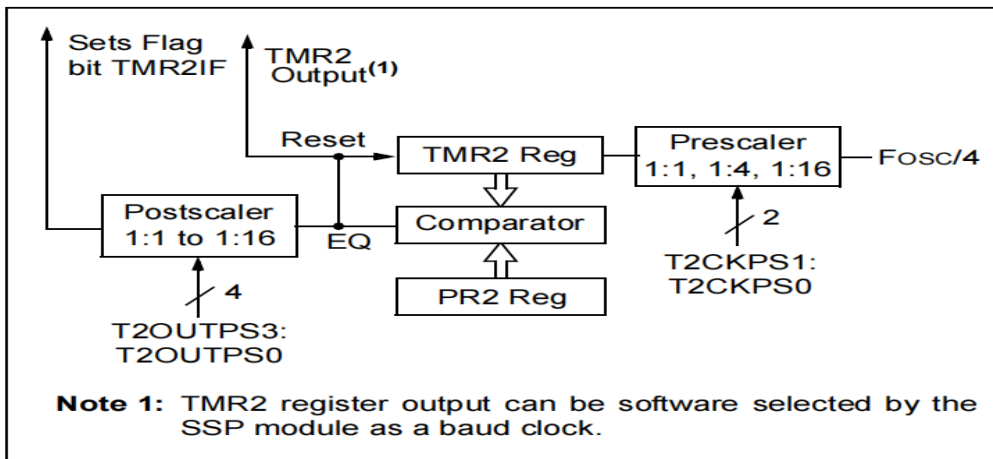 Sets Flag
bit TMR2IF
TMR2
Output(1)
Reset
TMR2 Reg
Prescaler
1:1, 1:4, 1:16
FOSC/4
Postscaler
1:1 to 1:16
EQ
Comparator
2
T2CKPS1:
T2CKPS0
PR2 Reg
4
T2OUTPS3:
T2OUTPS0
Note 1: TMR2 register output can be software selected by the
SSP module as a baud clock.